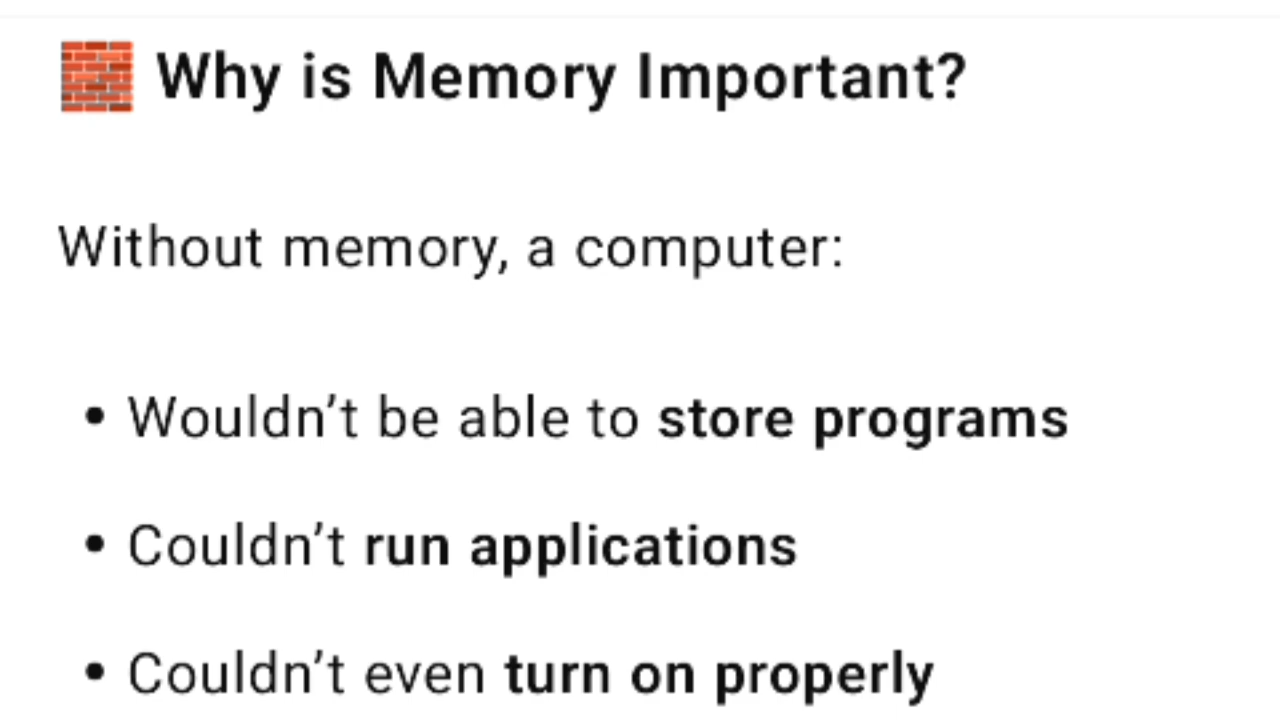 🧱 Why is Memory Important?
Without memory, a computer:
• Wouldn’t be able to store programs
• Couldn’t run applications
• Couldn’t even turn on properly